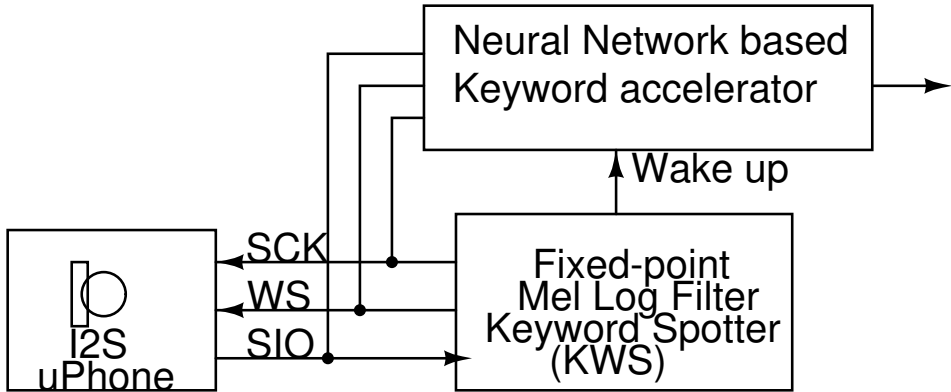 Neural Network based
Keyword accelerator
Wake up
SCK
WS
SIO
I2S
uPhone
Fixed-point
Mel Log Filter
Keyword Spotter
(KWS)